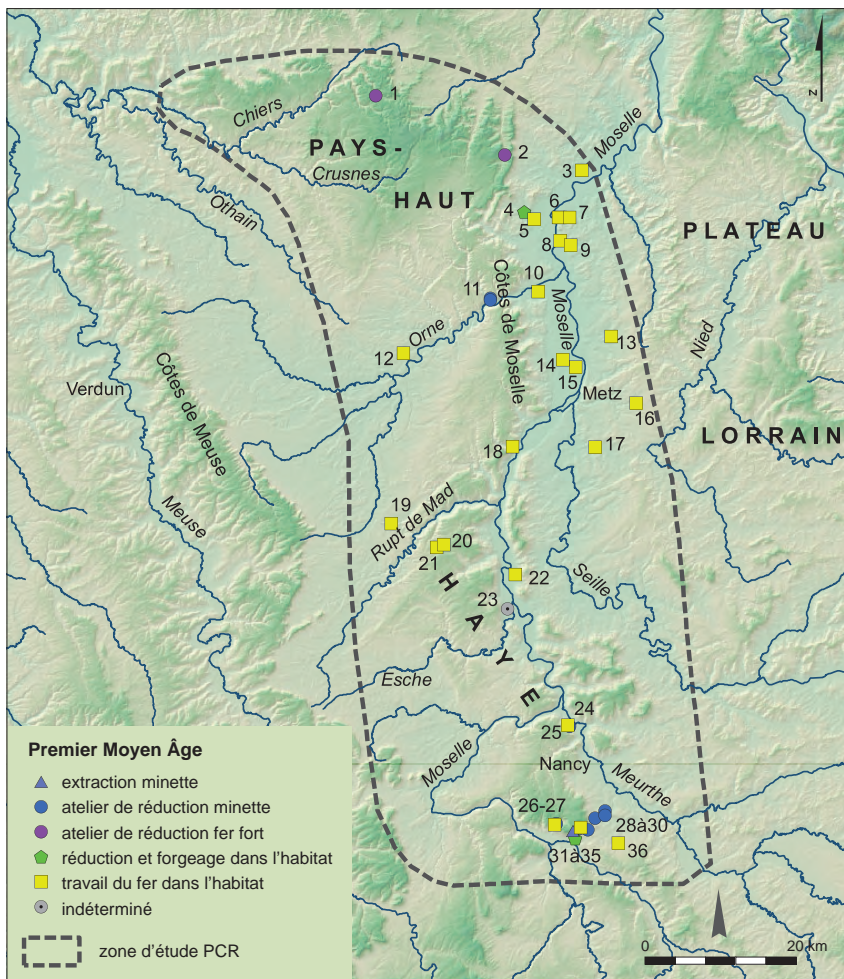 N
1
Chiers
Moselle
PAYS-
2
3
Crusnes
HAUT
Othain
4
6
7
5
PLATEAU
8
9
10
11
Côtes de Moselle
Moselle
Orne
Nied
13
12
14
15
Côtes de Meuse
Verdun
Metz
16
LORRAIN
18
17
Meuse
19
Rupt de Mad
20
21
22
Seille
HAYE
23
Esche
24
25
Moselle
Nancy
Meurthe
26-27
28à30
31à35
36
Premier Moyen Âge
extraction minette
atelier de réduction minette
atelier de réduction fer fort
réduction et forgeage dans l'habitat
travail du fer dans l'habitat
indéterminé
zone d'étude PCR
0
20 km